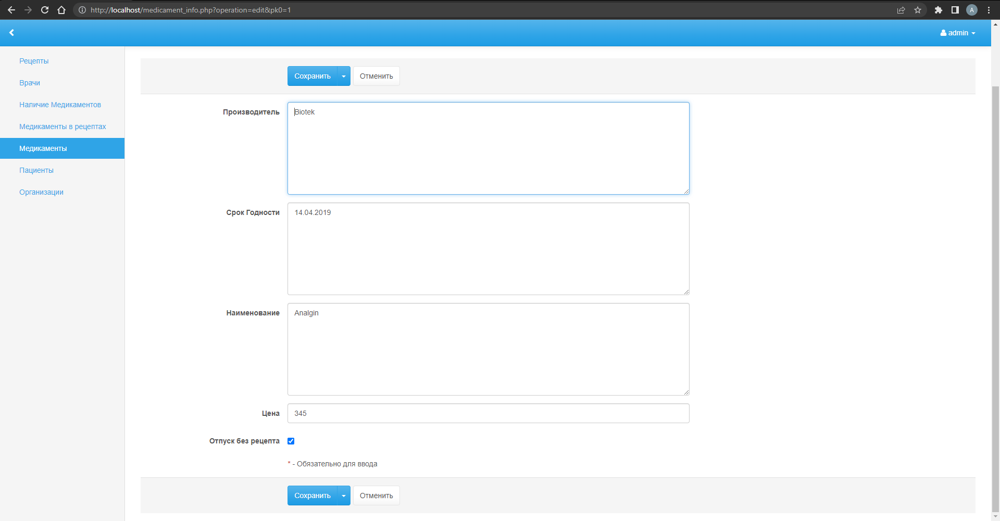 http://localhost/medicament_info.php?operation=edit&pk0=1
A
admin
Рецепты
Врачи
Наличие Медикаментов
Медикаменты в рецептах
Медикаменты
Пациенты
Организации
Сохранить
Отменить
Производитель
Biotek
Срок Годности
14.04.2019
Наименование
Analgin
Цена
345
Отпуск без рецепта
* - Обязательно для ввода
Сохранить
Отменить